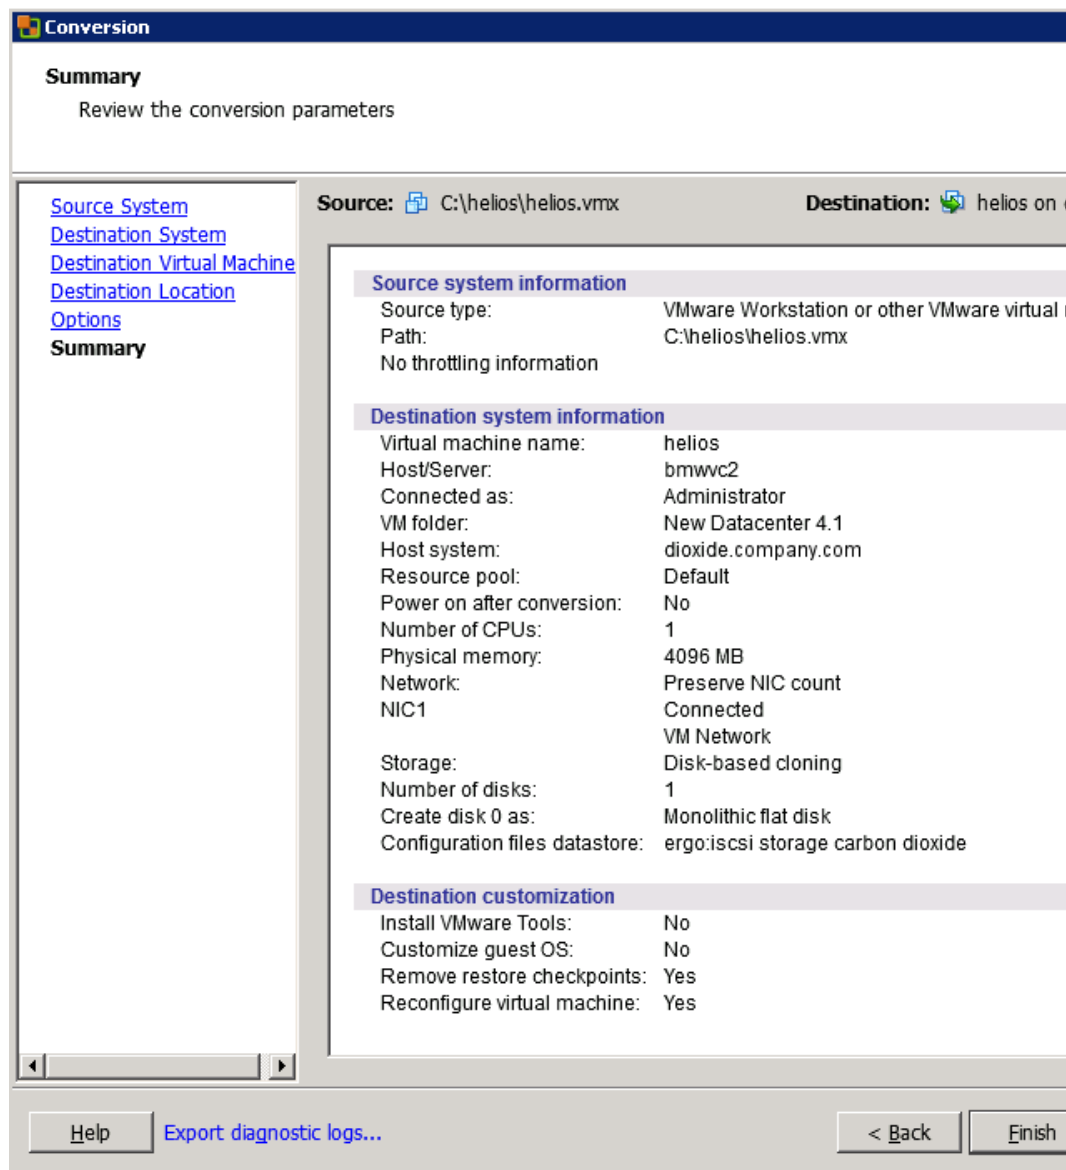 Conversion
Summary
Review the conversion parameters
Source System
Destination System
Destination Virtual Machine
Destination Location
Options
Summary
Source: C:\helios\helios.vmx Destination: helios on
Source system information
Source type: VMware Workstation or other VMware virtual
Path: C:\helios\helios.vmx
No throttling information
Destination system information
Virtual machine name: helios
Host/Server: bmwvc2
Connected as: Administrator
VM folder: New Datacenter 4.1
Host system: dioxide.company.com
Resource pool: Default
Power on after conversion: No
Number of CPUs: 1
Physical memory: 4096 MB
Network: Preserve NIC count
NIC1 Connected
VM Network
Storage: Disk-based cloning
Number of disks: 1
Create disk 0 as: Monolithic flat disk
Configuration files datastore: ergo:iscsi storage carbon dioxide
Destination customization
Install VMware Tools: No
Customize guest OS: No
Remove restore checkpoints: Yes
Reconfigure virtual machine: Yes
Help Export diagnostic logs... < Back Finish